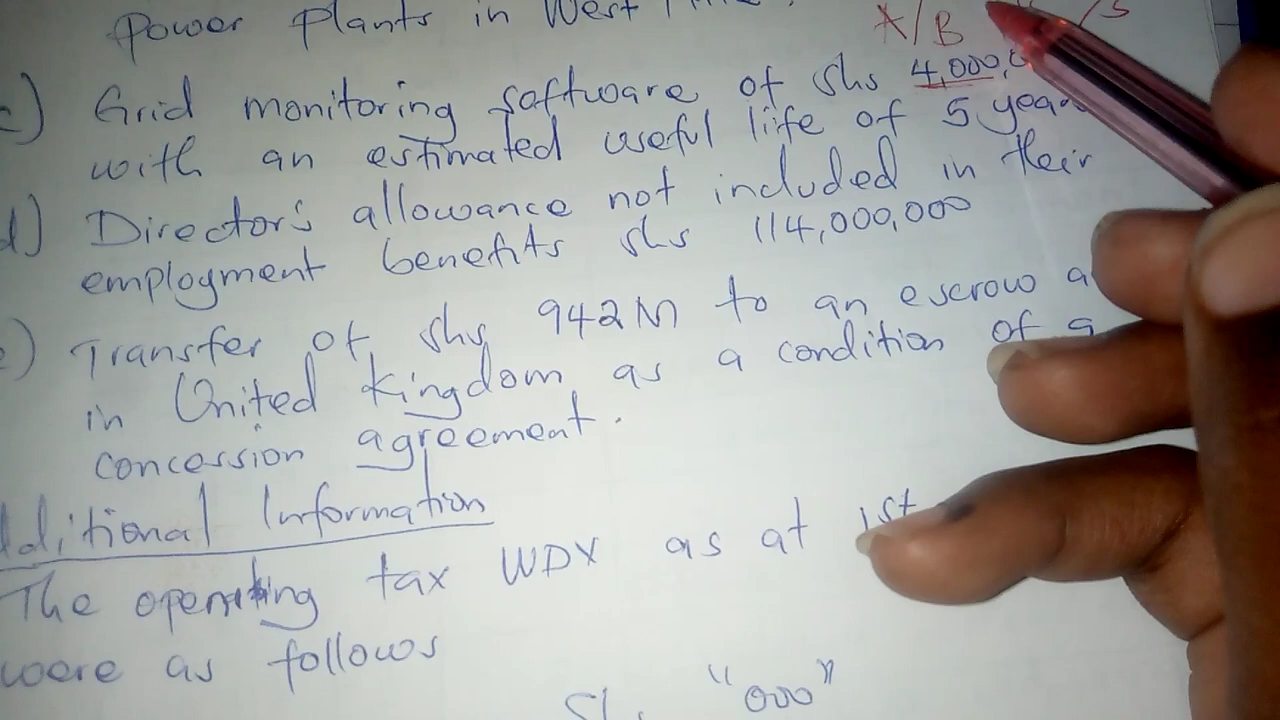 Power Plants in West
A/B /S
c) Grid monitoring software of Shs 4,000,0
with an estimated useful life of 5 years
d) Director's allowance not included in their
employment benefits shs 114,000,000
e) Transfer of Shs 942M to an escrow a
in United Kingdom as a condition of a
concession agreement.
dditional Information
The operating tax WDV as at 1st
were as follows
Sh. "000"